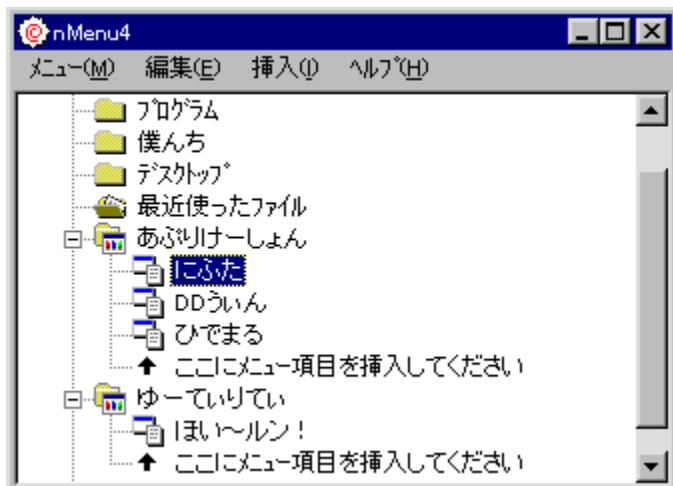 nMenu4
ﾒﾆｭｰ(M) 編集(E) 挿入(I) ﾍﾙﾌﾟ(H)
ﾌﾟﾛｸﾞﾗﾑ
僕んち
ﾃﾞｽｸﾄｯﾌﾟ
最近使ったﾌｧｲﾙ
あぷりけーしょん
にふた
DDうぃん
ひでまる
ここにﾒﾆｭｰ項目を挿入してください
ゆーてぃりてぃ
ほい～ルン！
ここにﾒﾆｭｰ項目を挿入してください